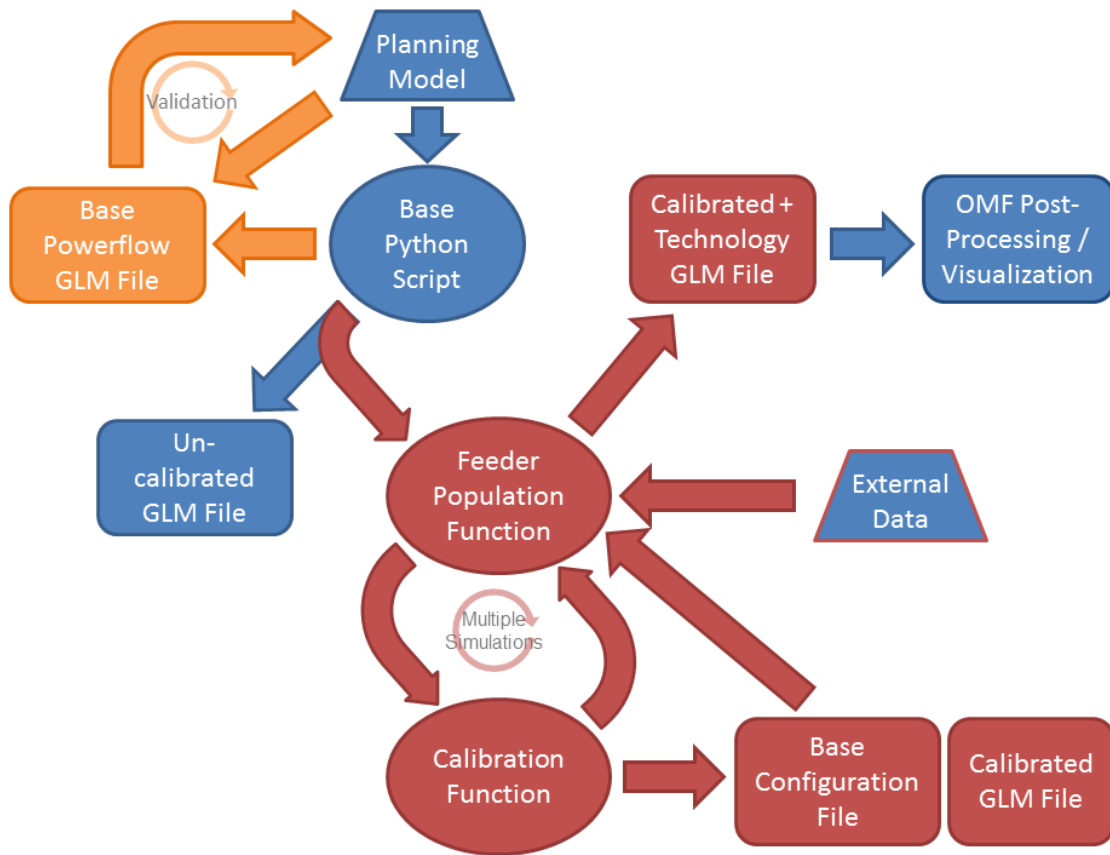 Planning
Model
Validation
Base
Powerflow
GLM File
Base
Python
Script
Calibrated +
Technology
GLM File
OMF Post-
Processing /
Visualization
Un-
calibrated
GLM File
Feeder
Population
Function
External
Data
Multiple
Simulations
Calibration
Function
Base
Configuration
File
Calibrated
GLM File